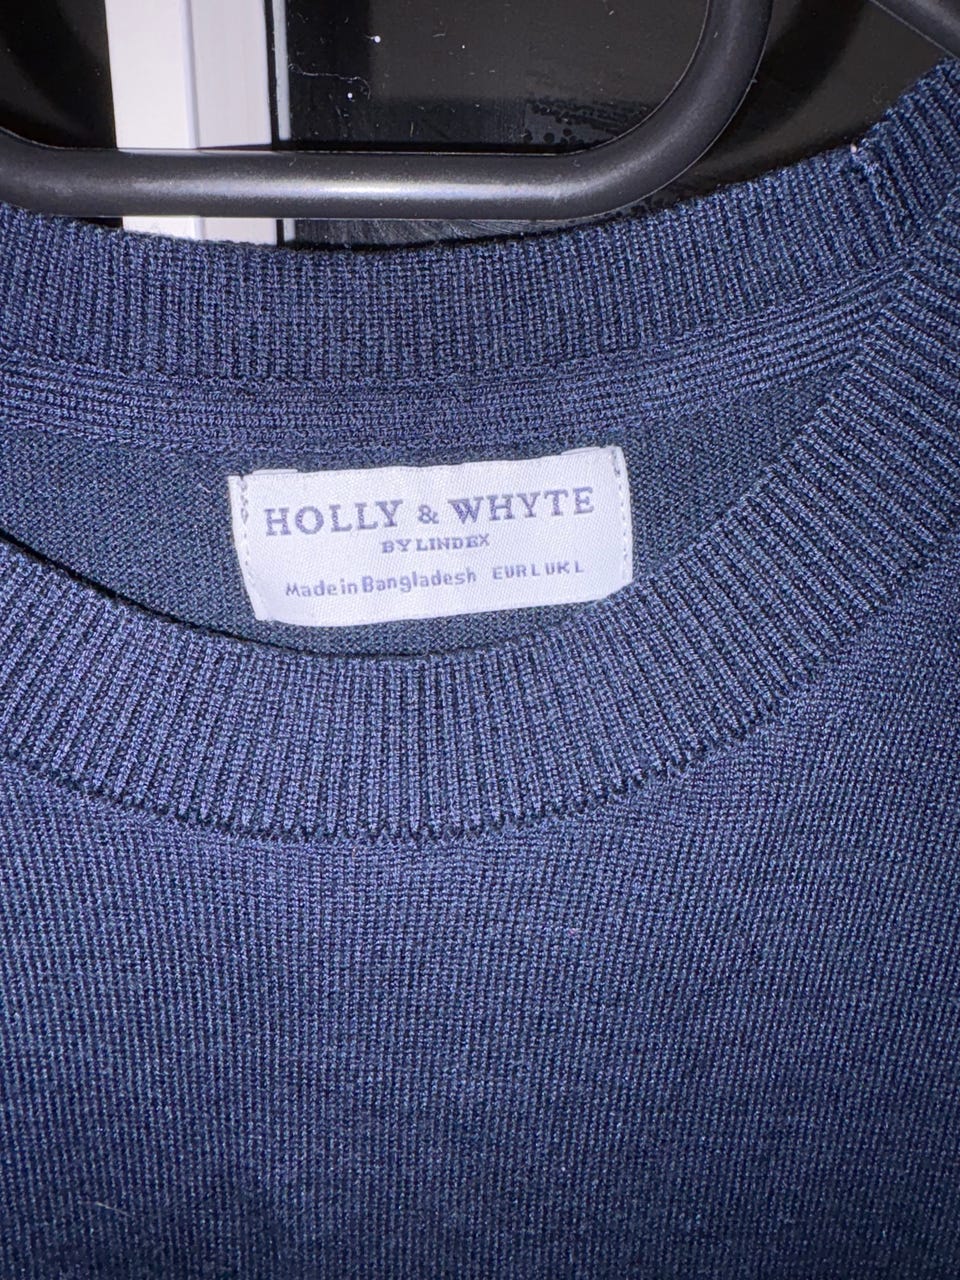 HOLLY & WHYTE
BY LINDEX
Made in Bangladesh EUR L UK L